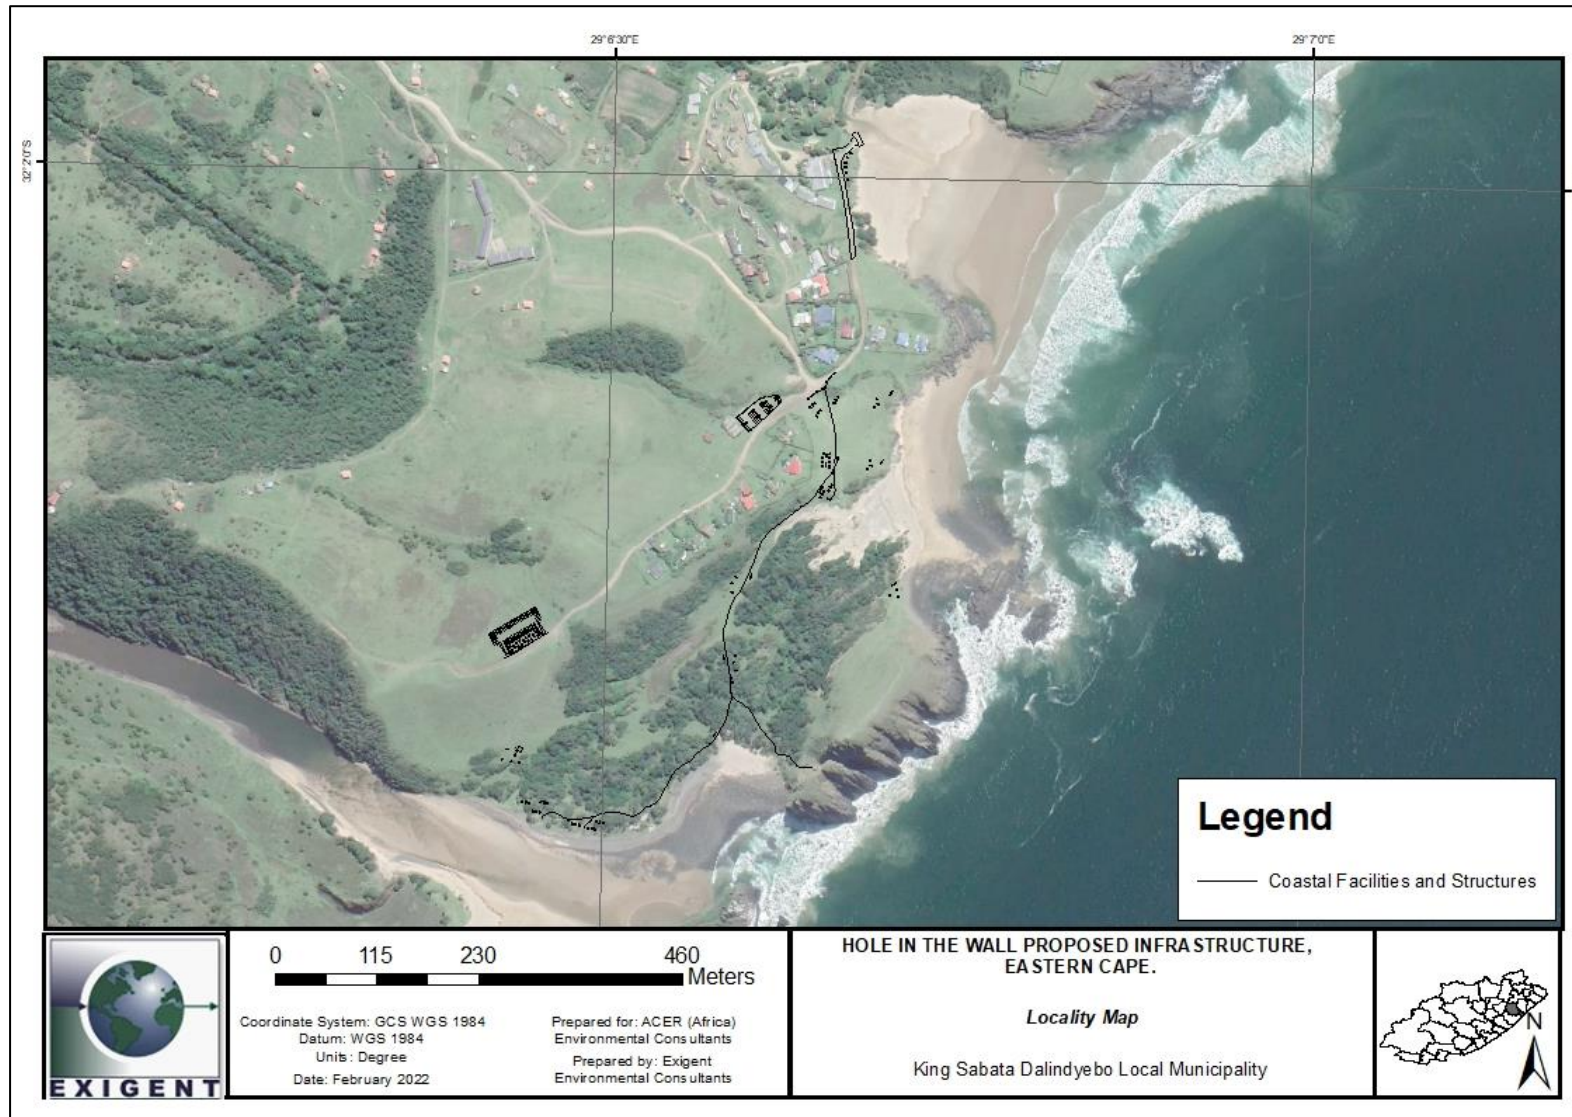 29°6'30"E
29°7'0"E
32°2'0"S
Legend
Coastal Facilities and Structures
EXIGENT
0 115 230 460
Meters
Coordinate System: GCS WGS 1984
Datum: WGS 1984
Units: Degree
Date: February 2022
Prepared for: ACER (Africa)
Environmental Consultants
Prepared by: Exigent
Environmental Consultants
HOLE IN THE WALL PROPOSED INFRASTRUCTURE,
EASTERN CAPE.
Locality Map
King Sabata Dalindyebo Local Municipality
N